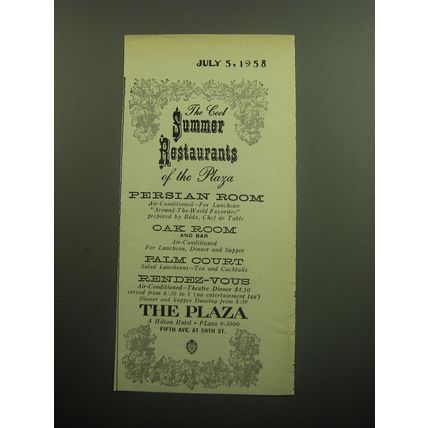 JULY 5, 1958
The Cool
Summer
Restaurants
of the Plaza
PERSIAN ROOM
Air-Conditioned—For Luncheon
"Around-The-World Favorites"
prepared by Béda, Chef de Table
OAK ROOM
AND BAR
Air-Conditioned
For Luncheon, Dinner and Supper
PALM COURT
Salad Luncheons—Tea and Cocktails
RENDEZ-VOUS
Air-Conditioned—Theatre Dinner $4.50
served from 6:30 to 8 (no entertainment tax)
Dinner and Supper Dancing from 8:30
THE PLAZA
A Hilton Hotel • PLaza 9-3000
FIFTH AVE. AT 59TH ST.